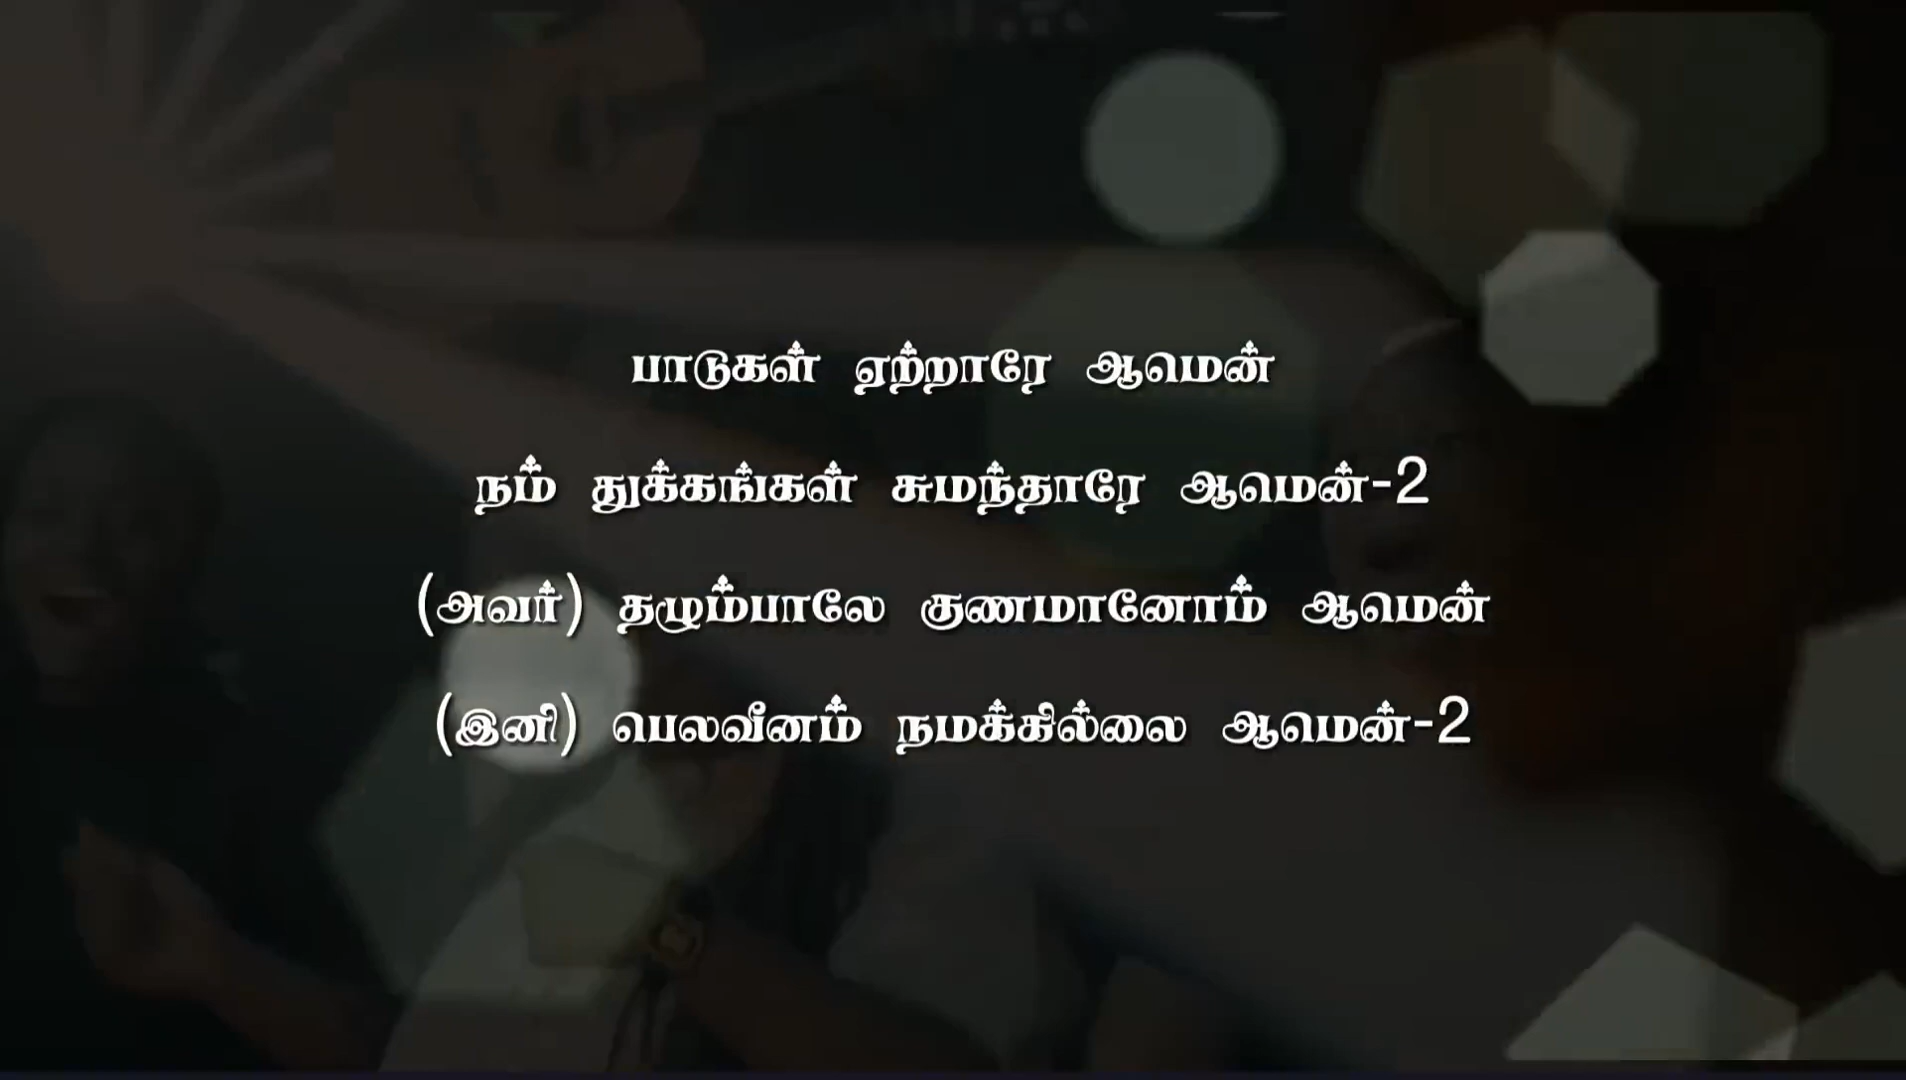 பாடுகள் ஏற்றாரே ஆமென்
நம் துக்கங்கள் சுமந்தாரே ஆமென்-2
(அவர்) தழும்பாலே குணமானோம் ஆமென்
(இனி) பெலவீனம் நமக்கில்லை ஆமென்-2